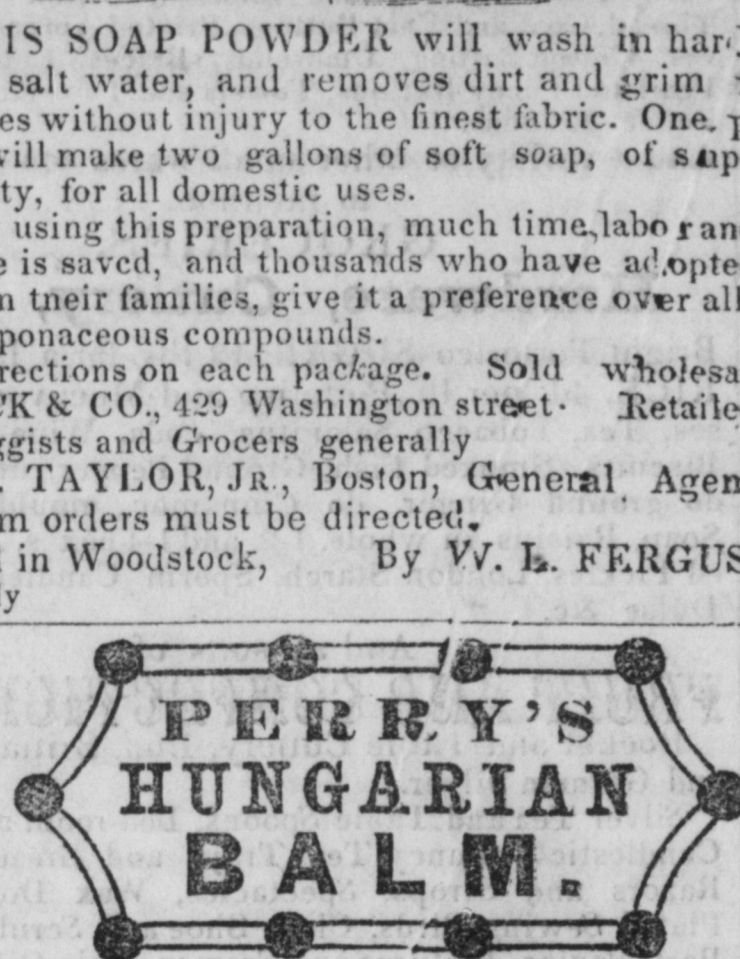 IS SOAP POWDER will wash in har
salt water, and removes dirt and grim
es without injury to the finest fabric. One p
will make two gallons of soft soap, of sup
ty, for all domestic uses.
using this preparation, much time, labor an
e is saved, and thousands who have adopte
n tneir families, give it a preference over all
ponaceous compounds.
rections on each package. Sold wholesa
CK & CO., 429 Washington street. Retaile
ggists and Grocers generally
TAYLOR, JR., Boston, General Agen
m orders must be directed.
d in Woodstock, By W. L. FERGUS
ly
PERRY'S
HUNGARIAN
BALM.